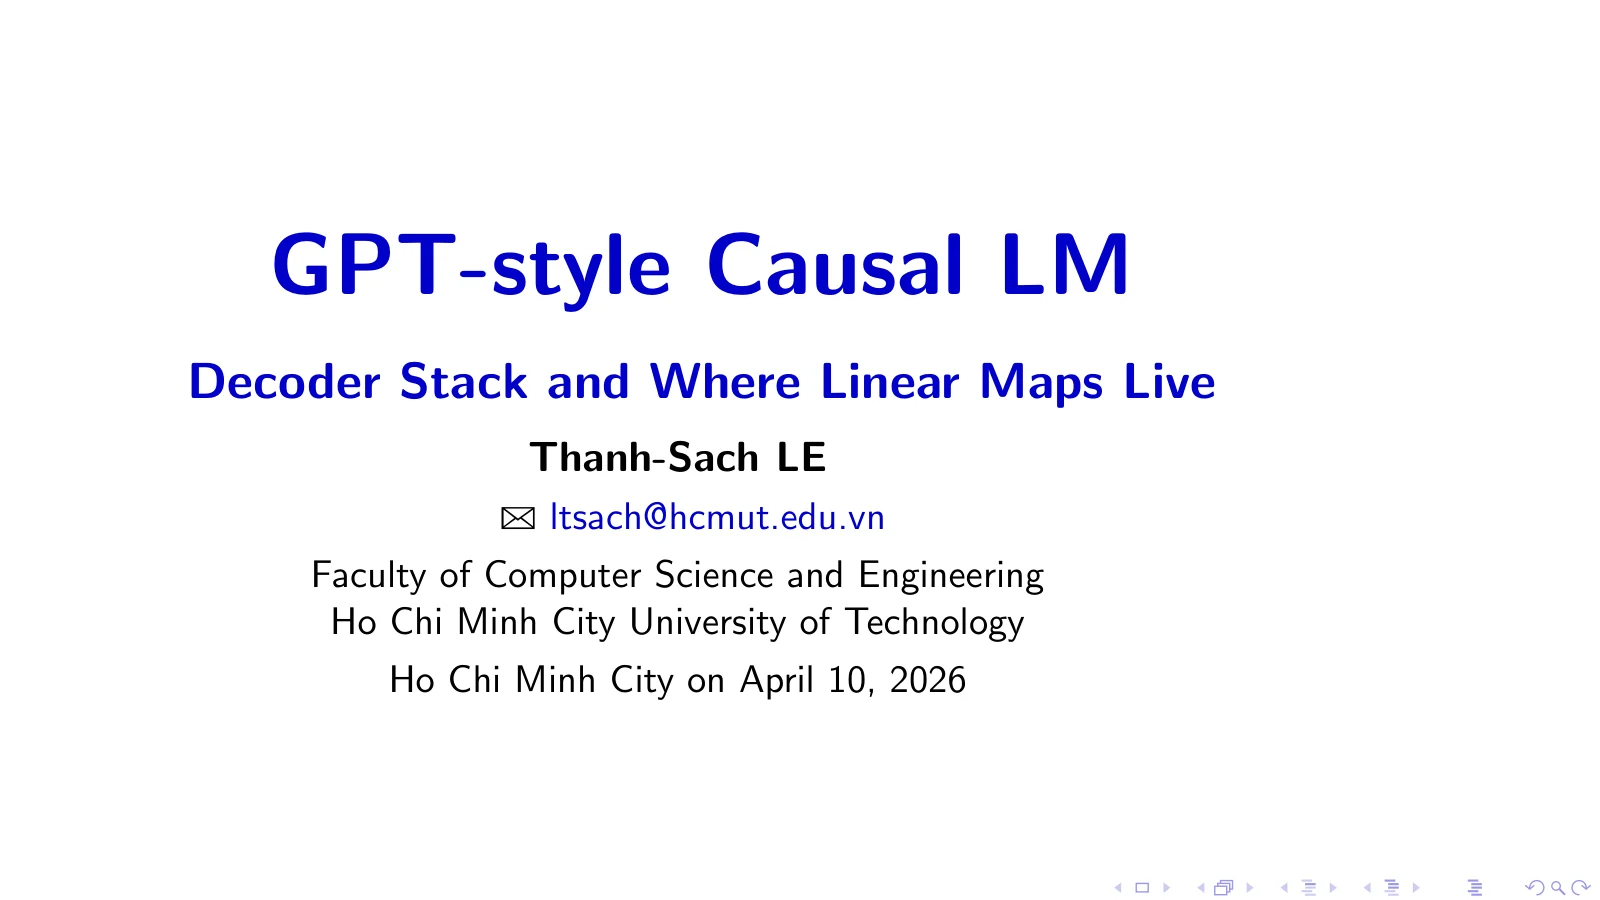 GPT-style Causal LM
Decoder Stack and Where Linear Maps Live
Thanh-Sach LE
ltsach@hcmut.edu.vn
Faculty of Computer Science and Engineering
Ho Chi Minh City University of Technology
Ho Chi Minh City on April 10, 2026